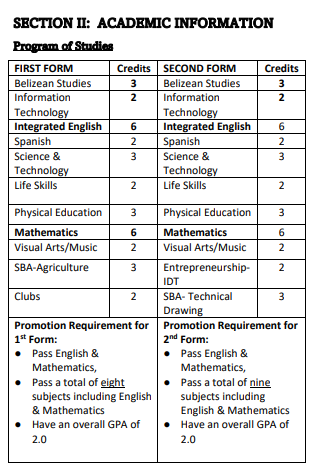 SECTION II: ACADEMIC INFORMATION
Program of Studies
FIRST FORM Credits SECOND FORM Credits
Belizean Studies 3 Belizean Studies 3
Information 2 Information 2
Technology Technology
Integrated English 6 Integrated English 6
Spanish 2 Spanish 2
Science & 3 Science & 3
Technology Technology
Life Skills 2 Life Skills 2
Physical Education 3 Physical Education 3
Mathematics 6 Mathematics 6
Visual Arts/Music 2 Visual Arts/Music 2
SBA-Agriculture 3 Entrepreneurship- 2
IDT
Clubs 2 SBA- Technical 3
Drawing
Promotion Requirement for
1st Form:
● Pass English &
Mathematics,
● Pass a total of eight
subjects including English
& Mathematics
● Have an overall GPA of
2.0
Promotion Requirement for
2nd Form:
● Pass English &
Mathematics,
● Pass a total of nine
subjects including
English & Mathematics
● Have an overall GPA of
2.0